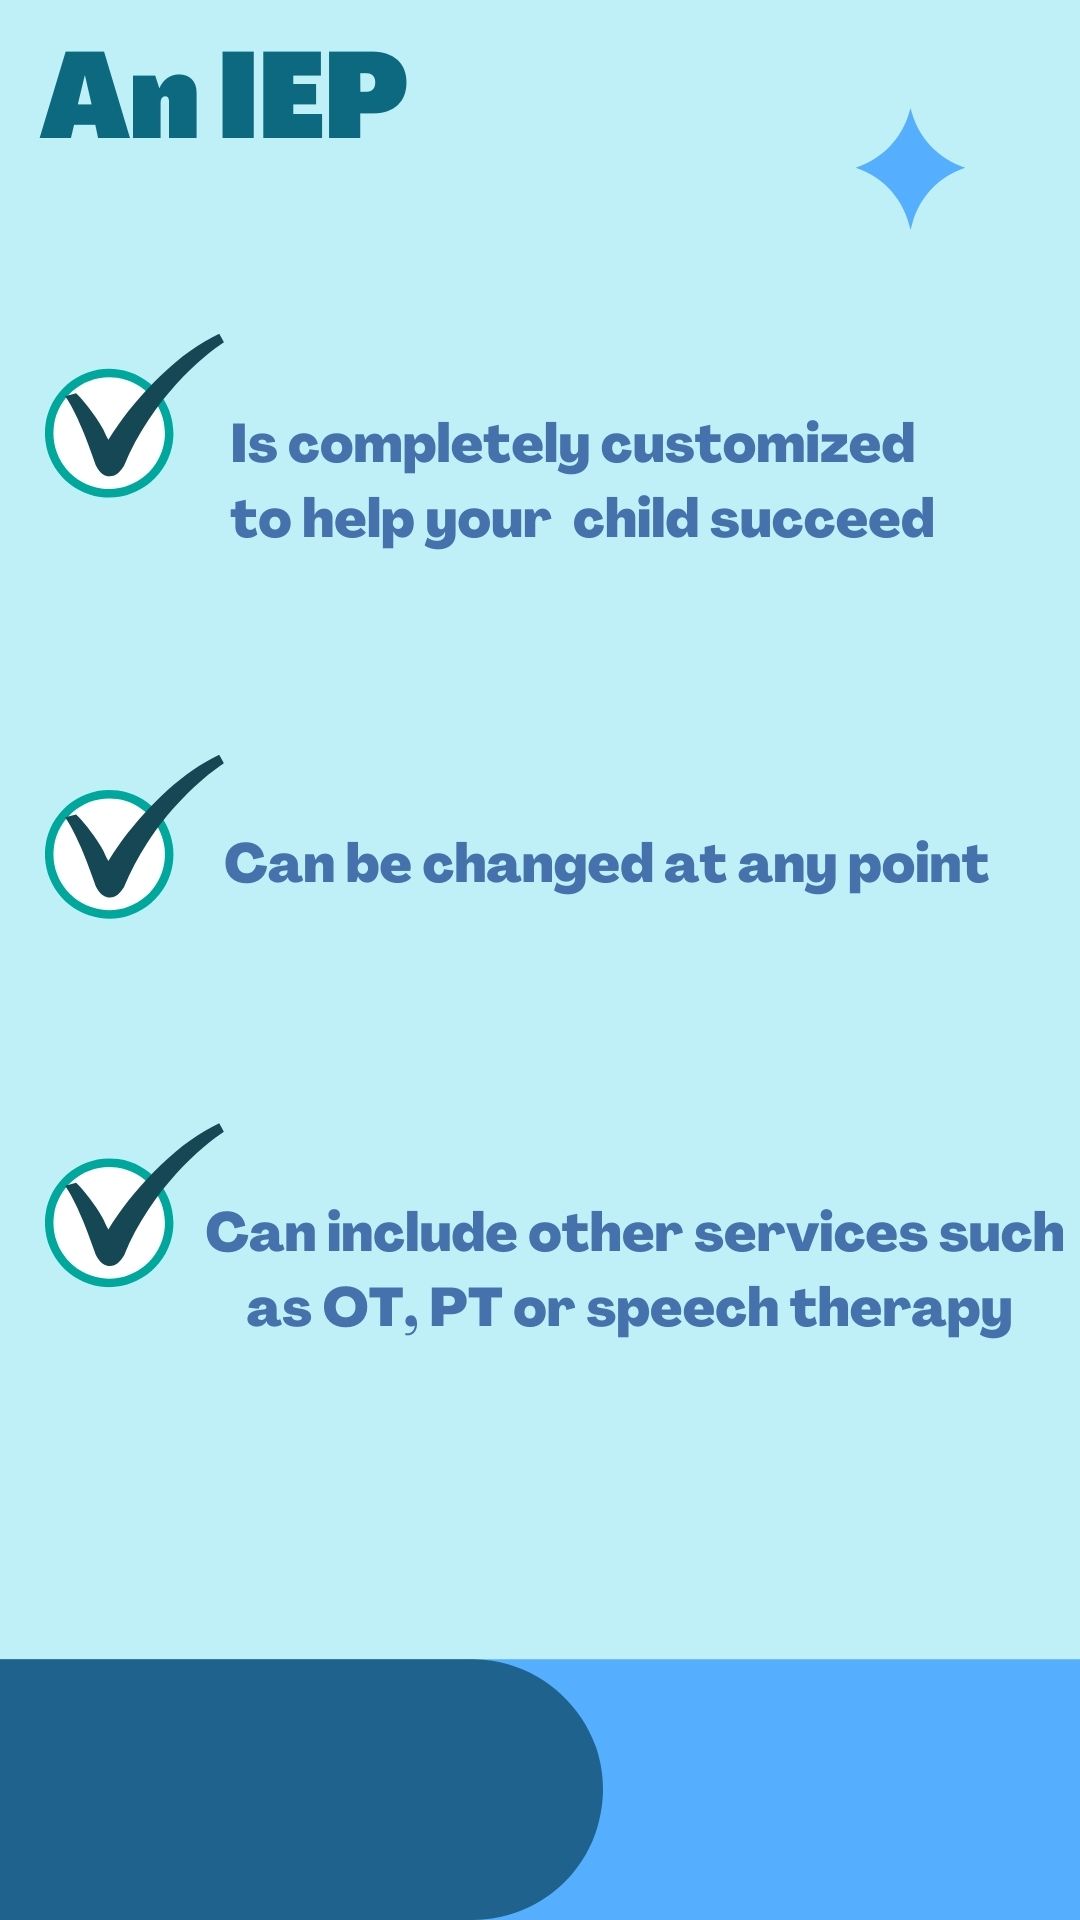 An IEP
Is completely customized
to help your  child succeed
Can be changed at any point
Can include other services such
as OT, PT or speech therapy